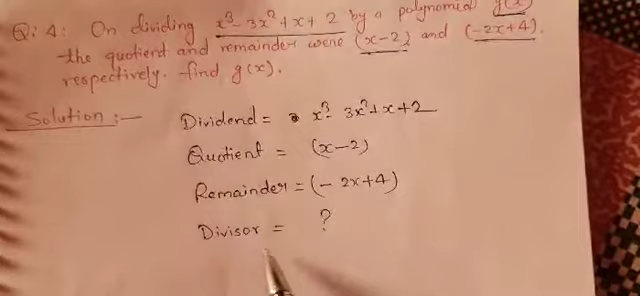 Q:4: On dividing x³-3x²+x+2 by a polynomial g(x)
the quotient and remainder were (x-2) and (-2x+4)
respectively. find g(x).
Solution :-
Dividend = x³- 3x²+x+2
Quotient = (x-2)
Remainder = (- 2x+4)
Divisor = ?